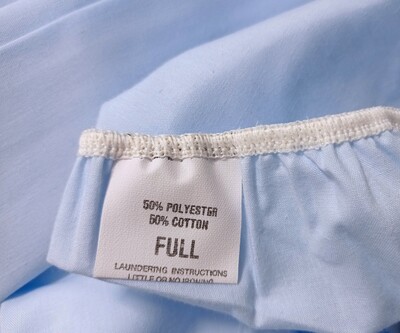 50% POLYESTER
50% COTTON
FULL
LAUNDERING INSTRUCTIONS
LITTLE OR NO IRONING